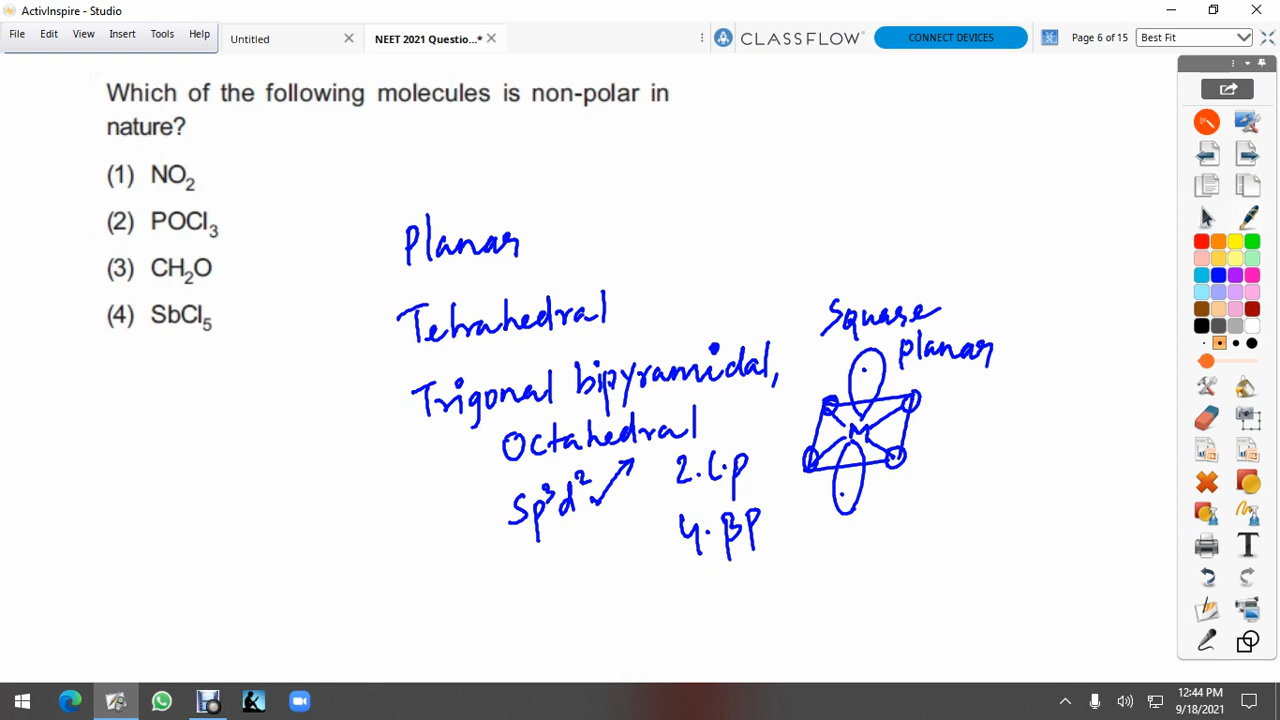 ActivInspire - Studio
File Edit View Insert Tools Help
Untitled
NEET 2021 Questio...*
CLASSFLOW
CONNECT DEVICES
Page 6 of 15
Best Fit
Which of the following molecules is non-polar in
nature?
(1) NO2
(2) POCl3
(3) CH2O
(4) SbCl5
Planar
Tetrahedral
Trigonal bipyramidal,
Octahedral
Sp3d2
2. l.p
4. BP
Square
planar
M
12:44 PM
9/18/2021